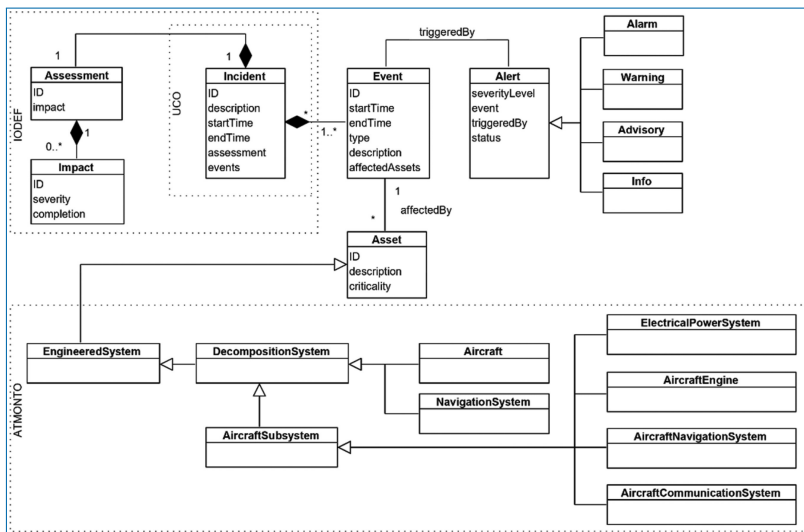 triggeredBy
Alarm
Warning
Advisory
Info
IODEF
UCO
1
1
Assessment
ID
impact
1
0..*
Impact
ID
severity
completion
Incident
ID
description
startTime
endTime
assessment
events
*
1..*
Event
ID
startTime
endTime
type
description
affectedAssets
Alert
severityLevel
event
triggeredBy
status
1
affectedBy
*
Asset
ID
description
criticality
ATMONTO
EngineeredSystem
DecompositionSystem
Aircraft
NavigationSystem
AircraftSubsystem
ElectricalPowerSystem
AircraftEngine
AircraftNavigationSystem
AircraftCommunicationSystem